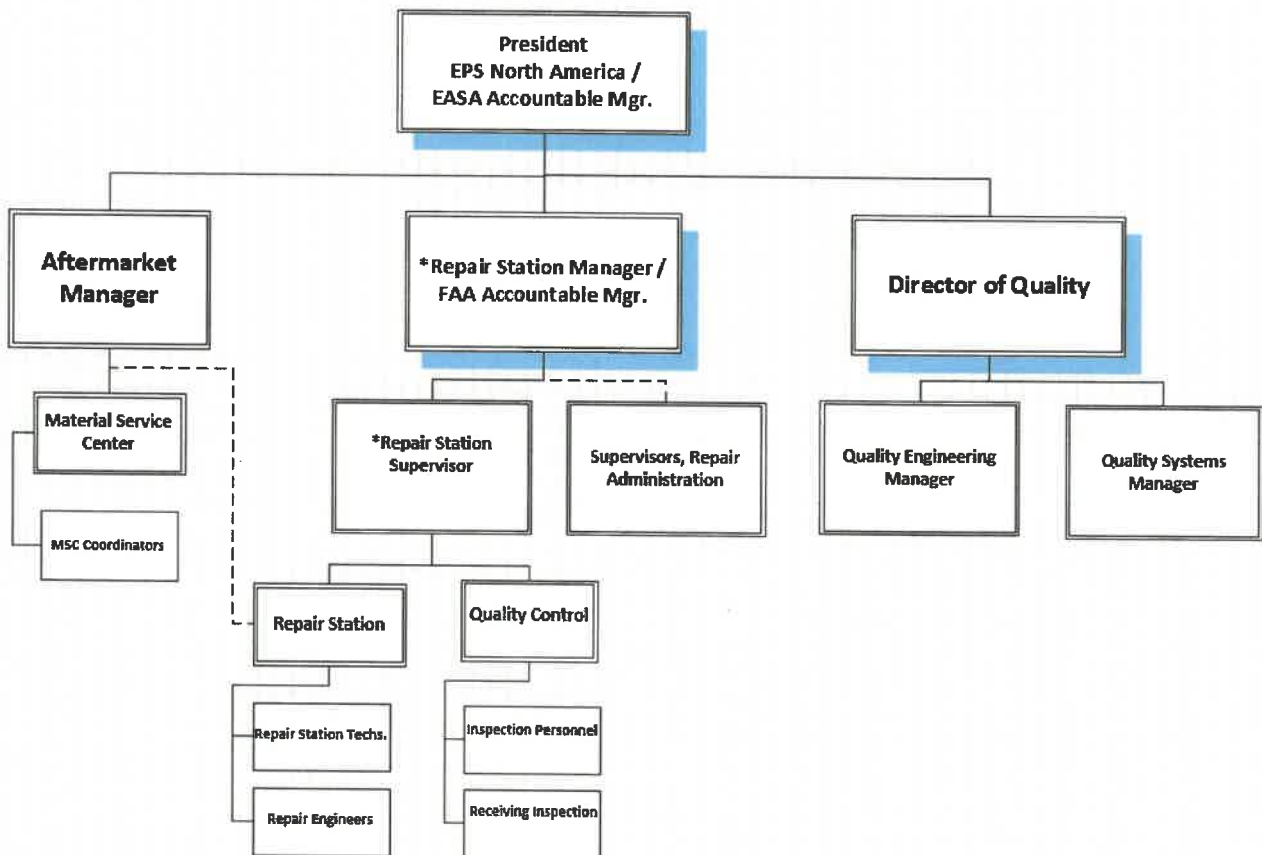 President
EPS North America /
EASA Accountable Mgr.
Aftermarket
Manager
*Repair Station Manager /
FAA Accountable Mgr.
Director of Quality
Material Service
Center
*Repair Station
Supervisor
Supervisors, Repair
Administration
Quality Engineering
Manager
Quality Systems
Manager
MSC Coordinators
Repair Station
Quality Control
Repair Station Techs.
Inspection Personnel
Repair Engineers
Receiving Inspection